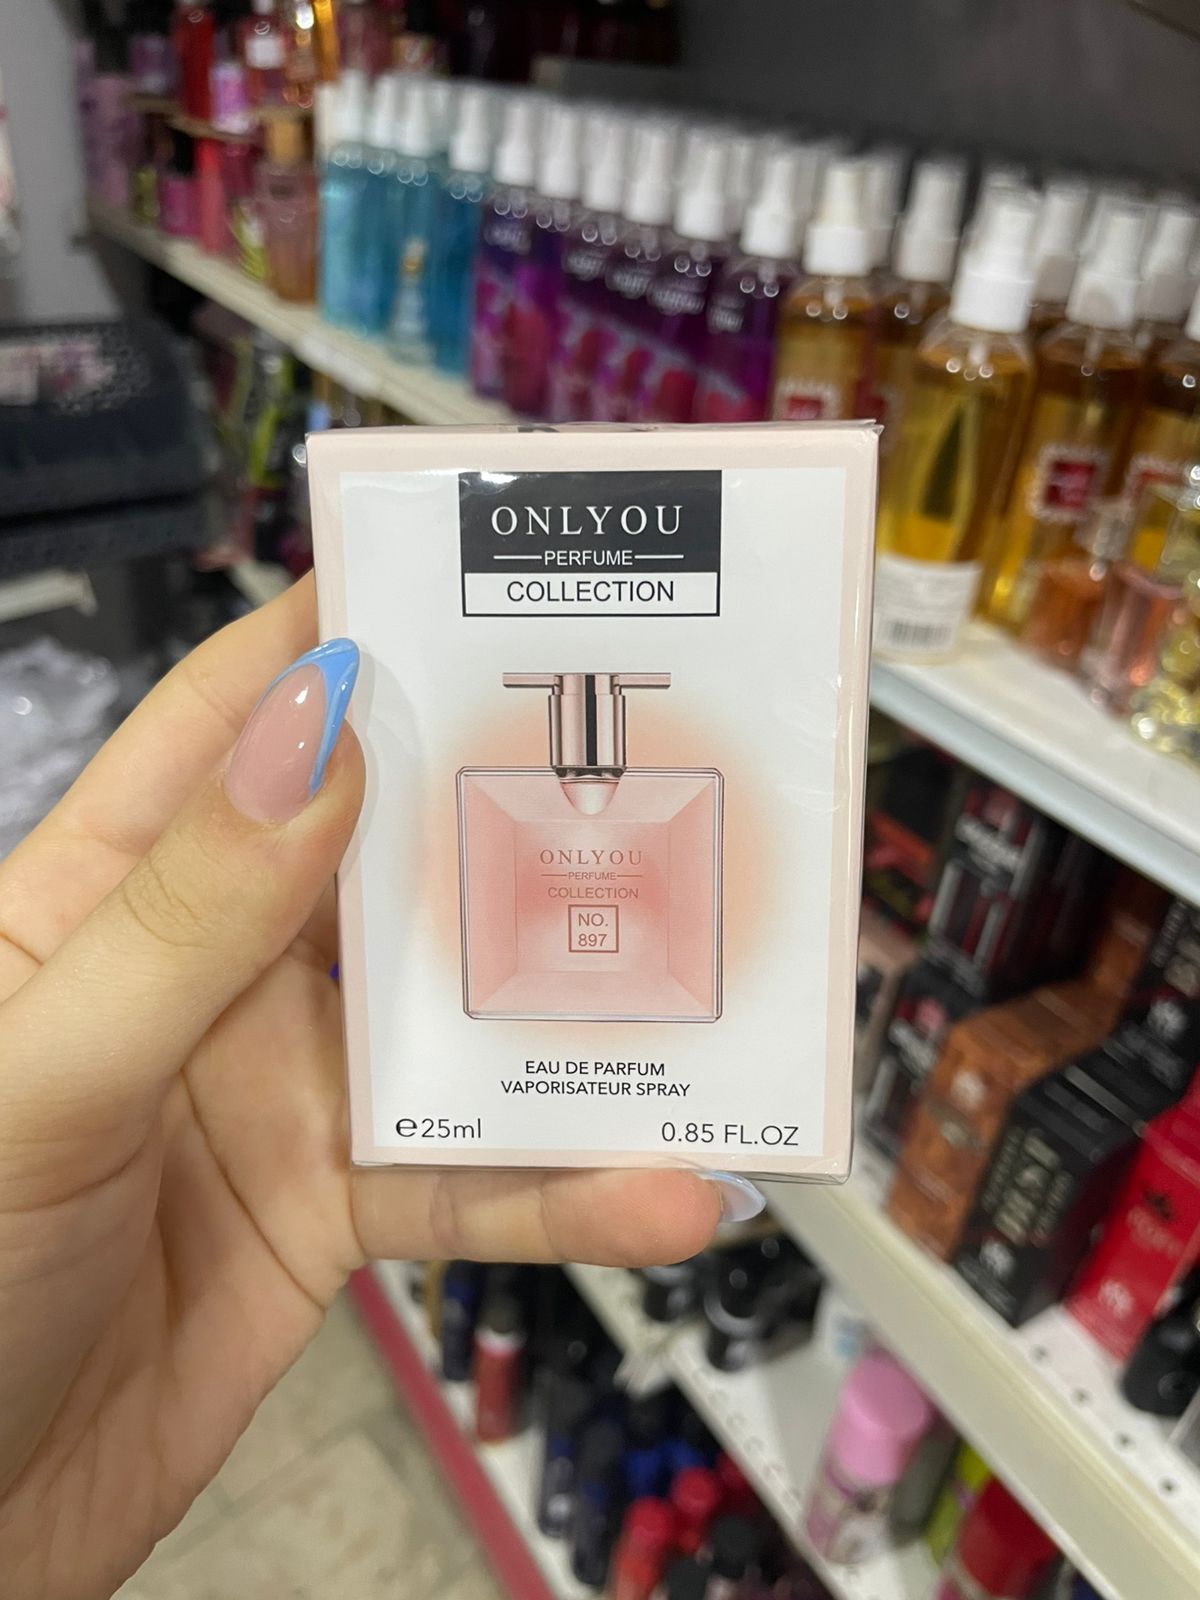 ONLYOU
PERFUME
COLLECTION
ONLYOU
PERFUME
COLLECTION
NO.
897
EAU DE PARFUM
VAPORISATEUR SPRAY
℮25ml
0.85 FL.OZ